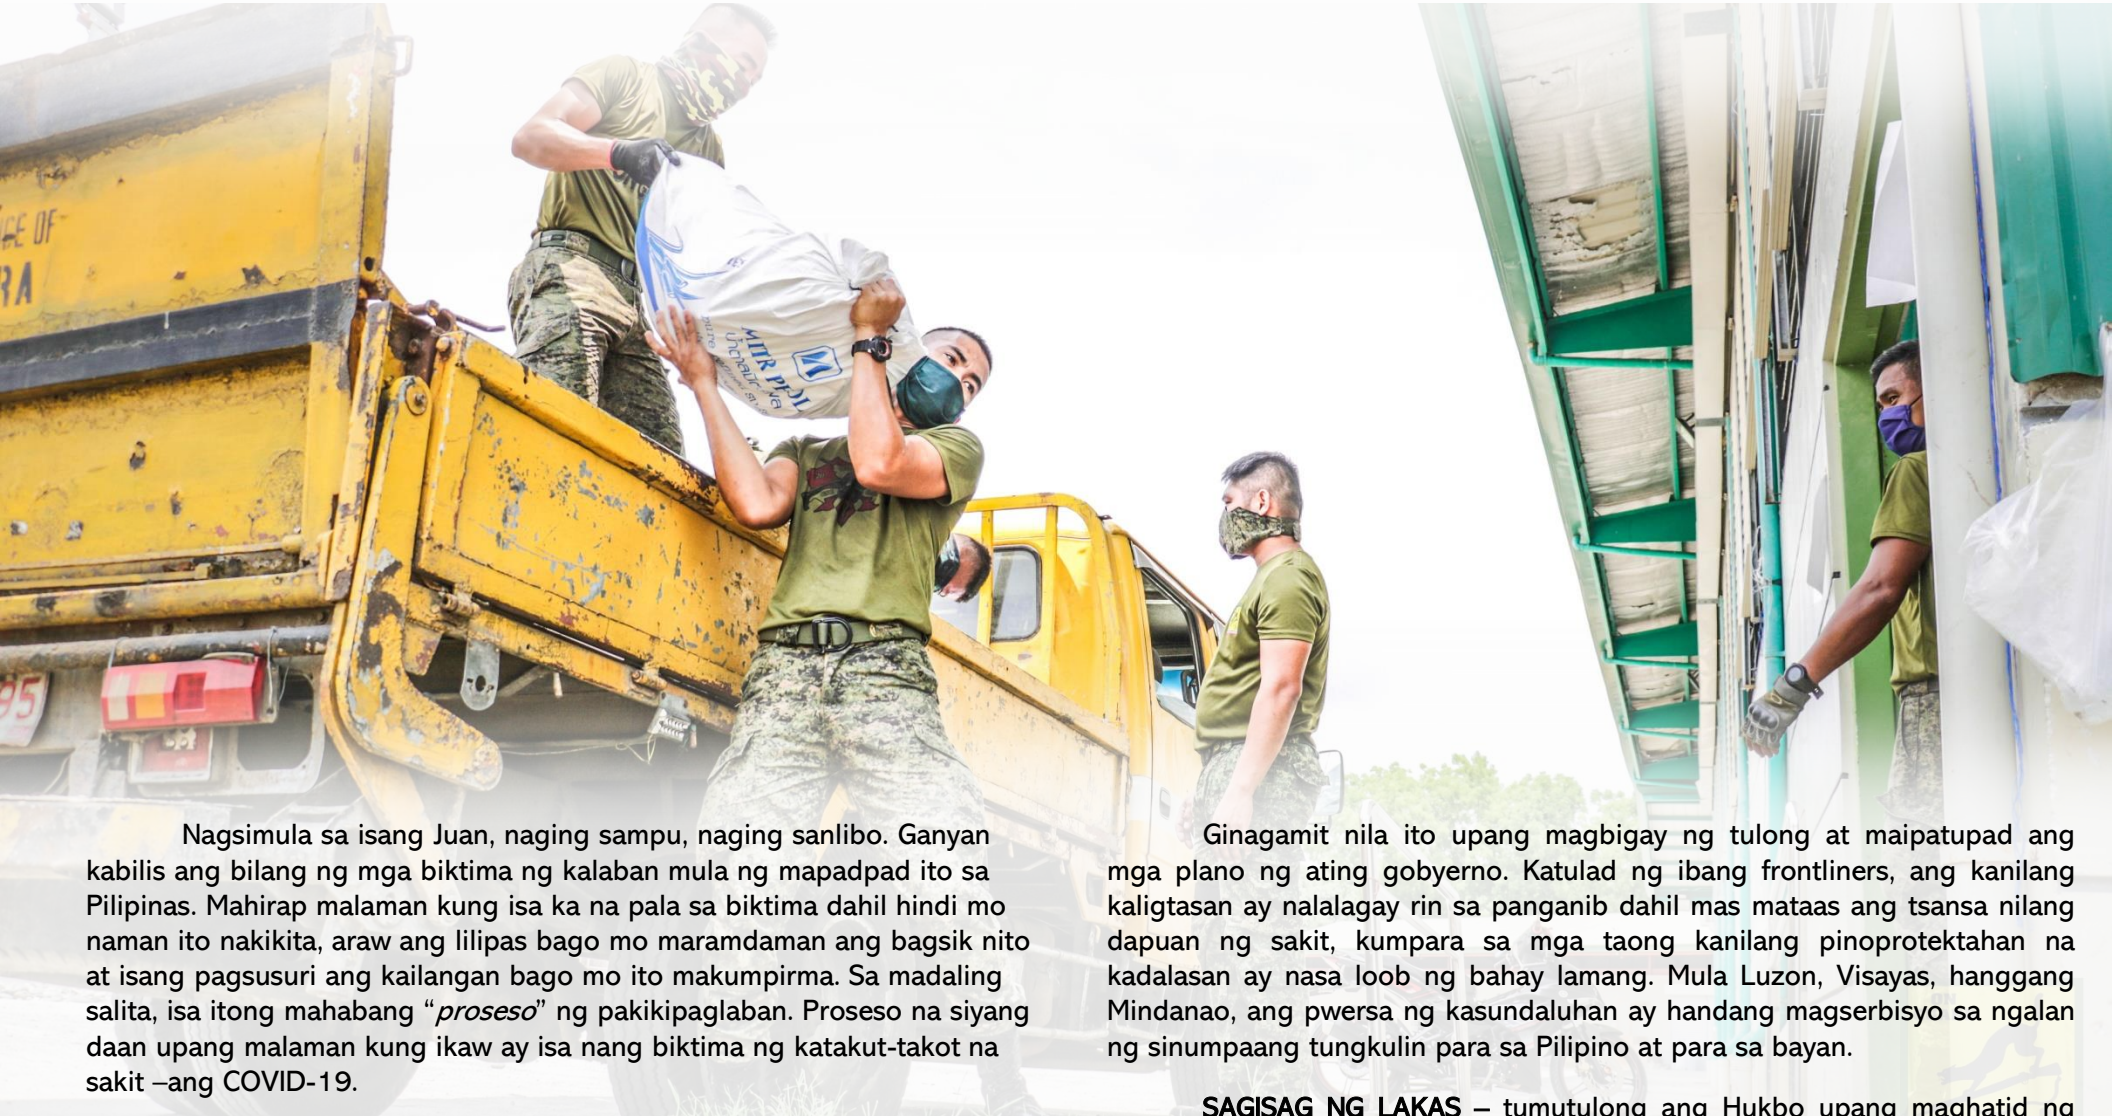 GE OF
RA
95
MITR PHOL
Nagsimula sa isang Juan, naging sampu, naging sanlibo. Ganyan
kabilis ang bilang ng mga biktima ng kalaban mula ng mapadpad ito sa
Pilipinas. Mahirap malaman kung isa ka na pala sa biktima dahil hindi mo
naman ito nakikita, araw ang lilipas bago mo maramdaman ang bagsik nito
at isang pagsusuri ang kailangan bago mo ito makumpirma. Sa madaling
salita, isa itong mahabang “proseso” ng pakikipaglaban. Proseso na siyang
daan upang malaman kung ikaw ay isa nang biktima ng katakut-takot na
sakit –ang COVID-19.
Ginagamit nila ito upang magbigay ng tulong at maipatupad ang
mga plano ng ating gobyerno. Katulad ng ibang frontliners, ang kanilang
kaligtasan ay nalalagay rin sa panganib dahil mas mataas ang tsansa nilang
dapuan ng sakit, kumpara sa mga taong kanilang pinoprotektahan na
kadalasan ay nasa loob ng bahay lamang. Mula Luzon, Visayas, hanggang
Mindanao, ang pwersa ng kasundaluhan ay handang magserbisyo sa ngalan
ng sinumpaang tungkulin para sa Pilipino at para sa bayan.
SAGISAG NG LAKAS – tumutulong ang Hukbo upang maghatid ng